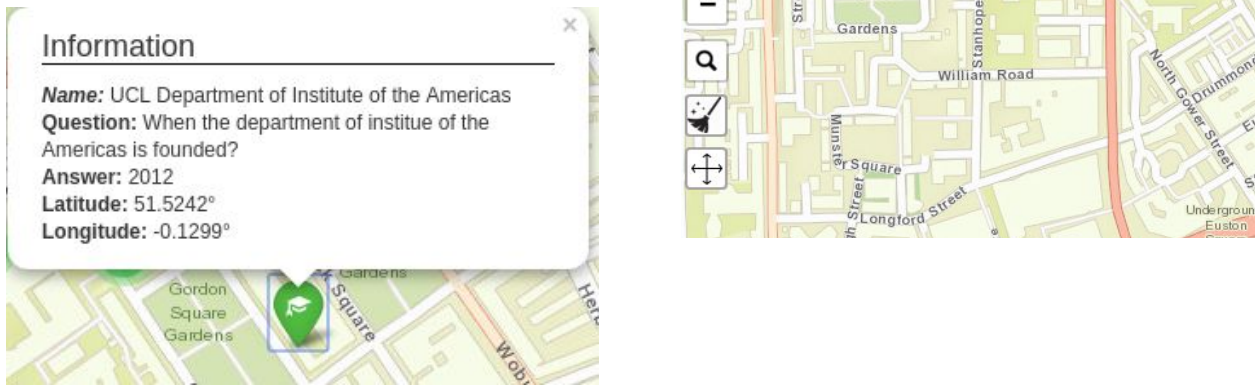 Information
×
Name: UCL Department of Institute of the Americas
Question: When the department of institue of the
Americas is founded?
Answer: 2012
Latitude: 51.5242°
Longitude: -0.1299°
Gardens
Gordon
Square
Gardens
Square
Gardens
Stanhope
William Road
North Gower Street
Munster Square
Longford Street
Street
Underground
Euston